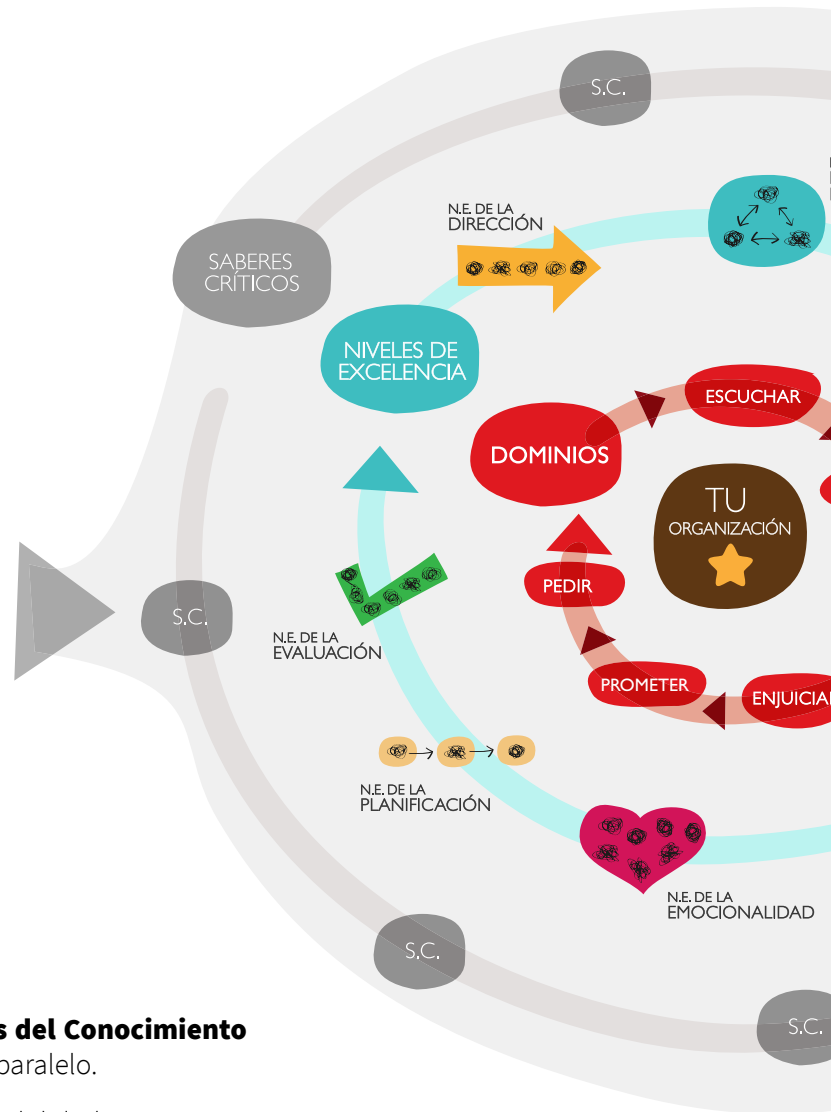 S.C.
N.E. DE LA
DIRECCIÓN
SABERES
CRÍTICOS
NIVELES DE
EXCELENCIA
ESCUCHAR
DOMINIOS
TU
ORGANIZACIÓN
PEDIR
S.C.
N.E. DE LA
EVALUACIÓN
PROMETER
ENJUICIA
N.E. DE LA
PLANIFICACIÓN
N.E. DE LA
EMOCIONALIDAD
S.C.
S.C.
s del Conocimiento
paralelo.